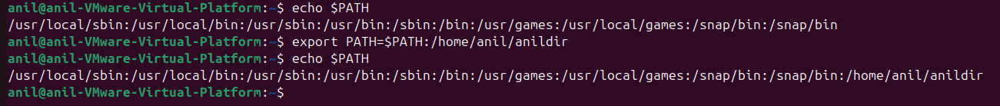 anil@anil-VMware-Virtual-Platform:~$ echo $PATH
/usr/local/sbin:/usr/local/bin:/usr/sbin:/usr/bin:/sbin:/bin:/usr/games:/usr/local/games:/snap/bin:/snap/bin
anil@anil-VMware-Virtual-Platform:~$ export PATH=$PATH:/home/anil/anildir
anil@anil-VMware-Virtual-Platform:~$ echo $PATH
/usr/local/sbin:/usr/local/bin:/usr/sbin:/usr/bin:/sbin:/bin:/usr/games:/usr/local/games:/snap/bin:/snap/bin:/home/anil/anildir
anil@anil-VMware-Virtual-Platform:~$